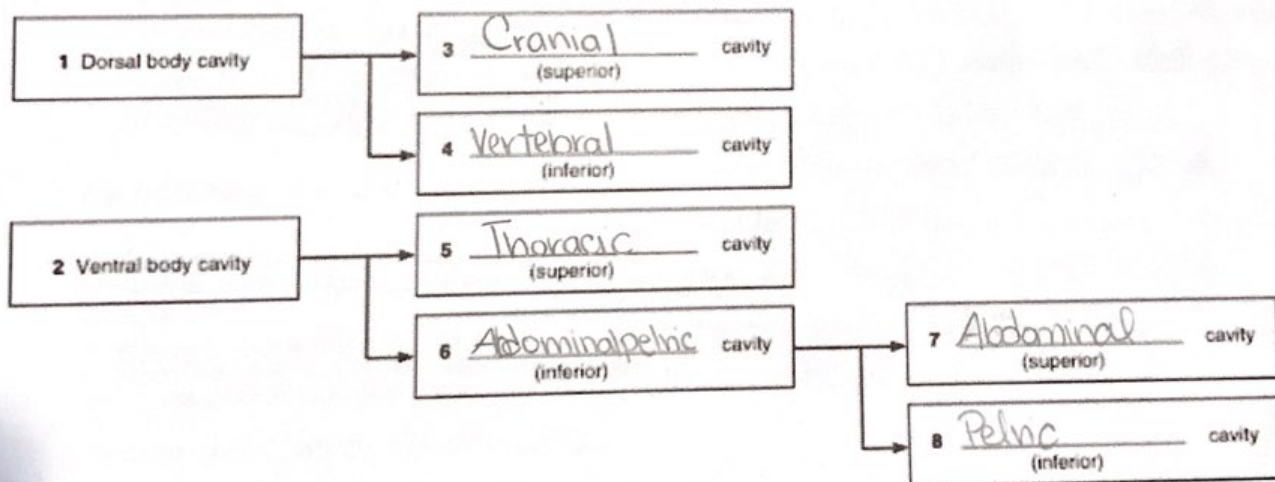 1 Dorsal body cavity
3 Cranial cavity
(superior)
4 Vertebral cavity
(inferior)
2 Ventral body cavity
5 Thoracic cavity
(superior)
6 Abdominalpelvic cavity
(inferior)
7 Abdominal cavity
(superior)
8 Pelvic cavity
(inferior)